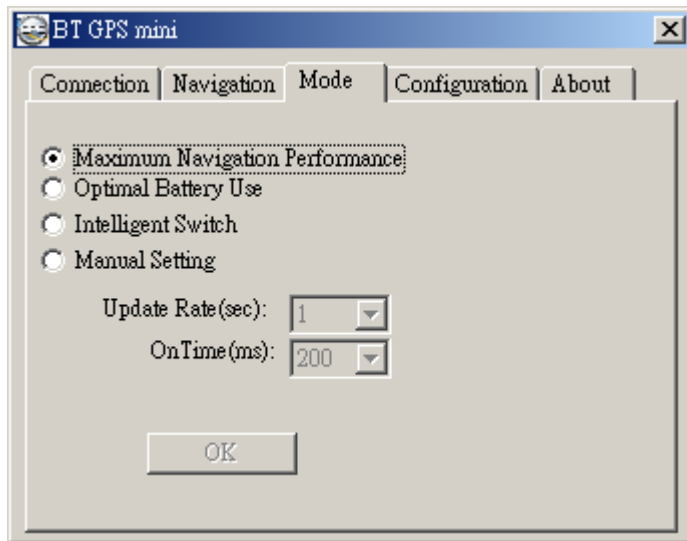 BT GPS mini
Connection Navigation Mode Configuration About
Maximum Navigation Performance
Optimal Battery Use
Intelligent Switch
Manual Setting
Update Rate(sec): 1
OnTime(ms): 200
OK